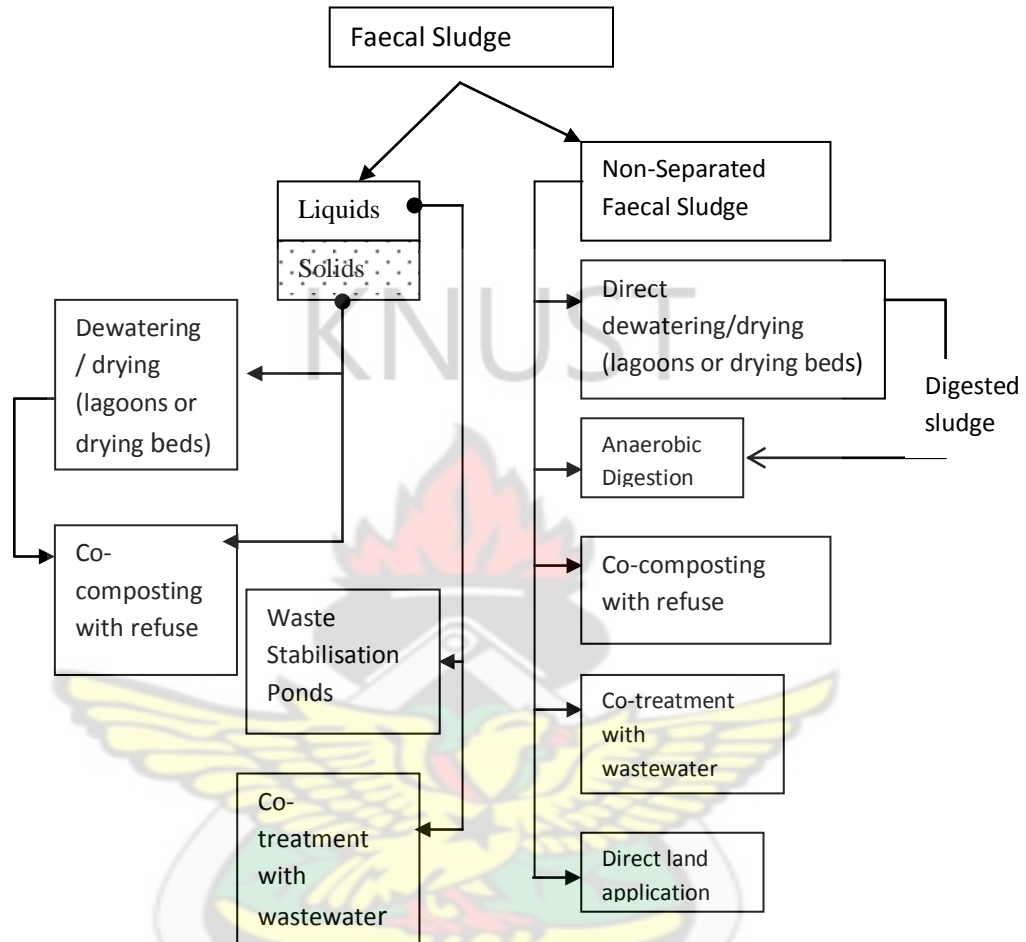 Faecal Sludge
Liquids
Solids
Non-Separated
Faecal Sludge
KNUST
Dewatering
/ drying
(lagoons or
drying beds)
Direct
dewatering/drying
(lagoons or drying beds)
Digested
sludge
Anaerobic
Digestion
Co-
composting
with refuse
Co-composting
with refuse
Waste
Stabilisation
Ponds
Co-treatment
with
wastewater
Co-
treatment
with
wastewater
Direct land
application